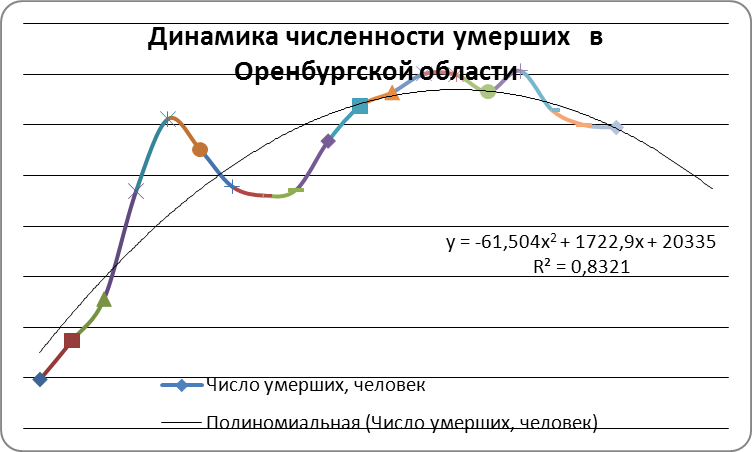 Динамика численности умерших в
Оренбургской области
y = -61,504x² + 1722,9x + 20335
R² = 0,8321
Число умерших, человек
Полиномиальная (Число умерших, человек)